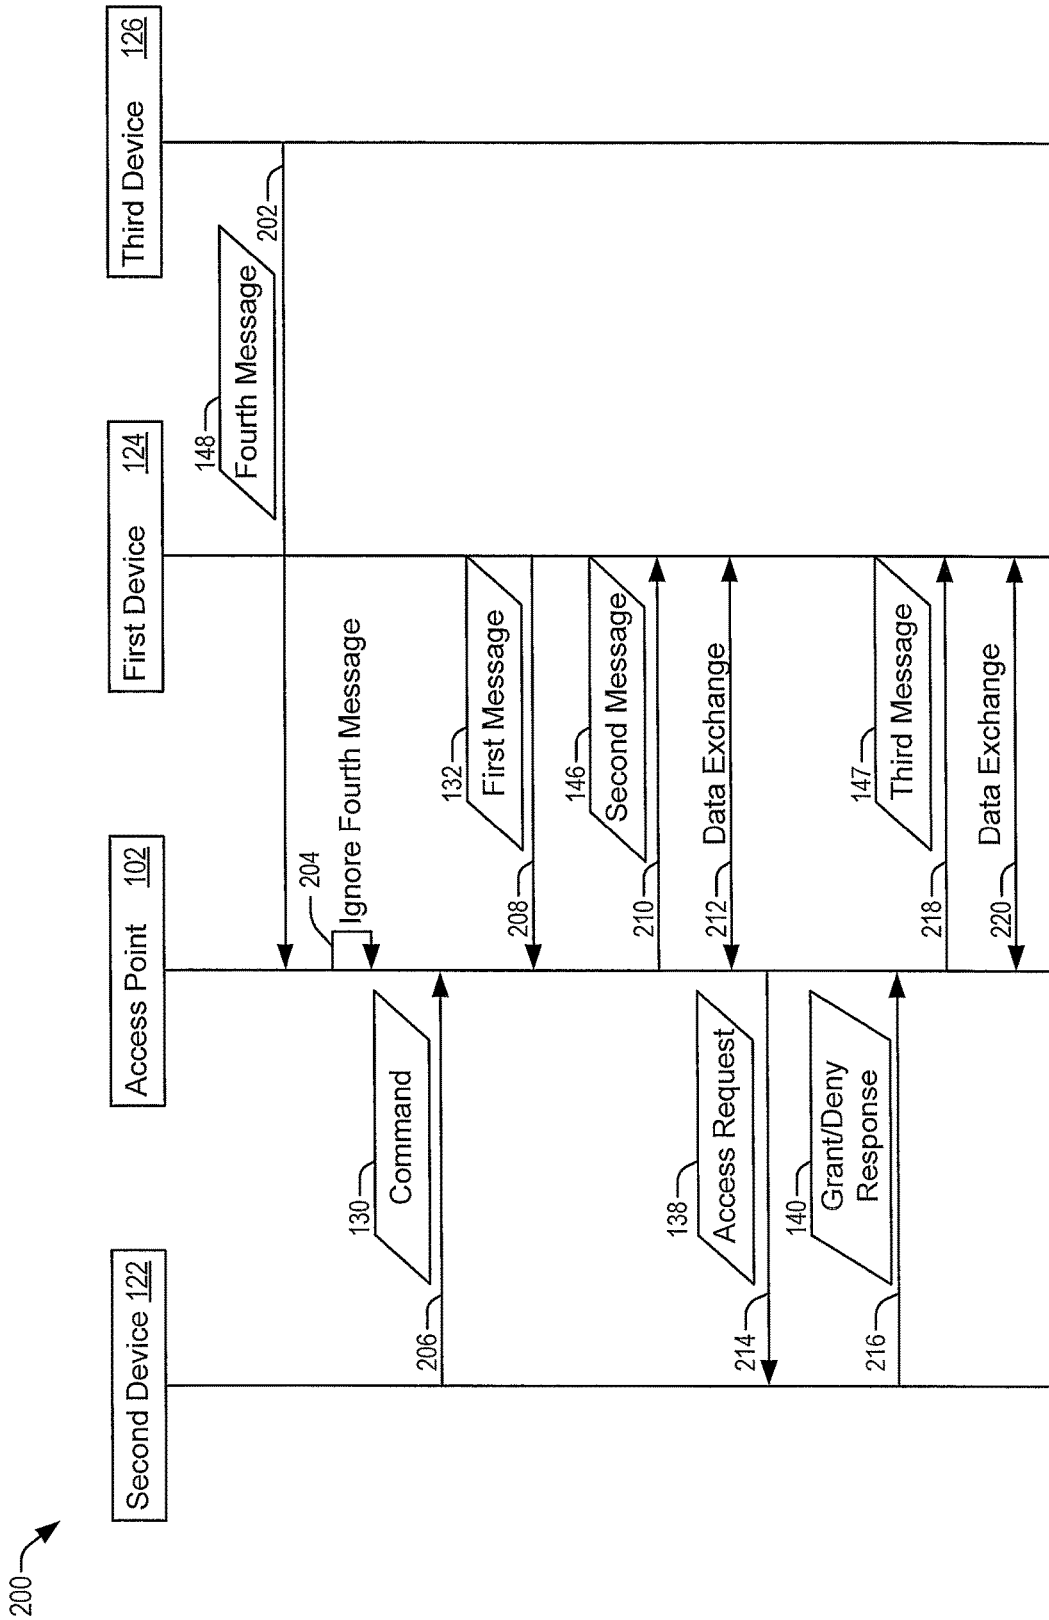 200
Second Device 122
Access Point 102
First Device 124
Third Device 126
148
Fourth Message
202
204
Ignore Fourth Message
130
Command
206
132
First Message
208
146
Second Message
210
Data Exchange
212
138
Access Request
214
140
Grant/Deny
Response
216
147
Third Message
218
Data Exchange
220